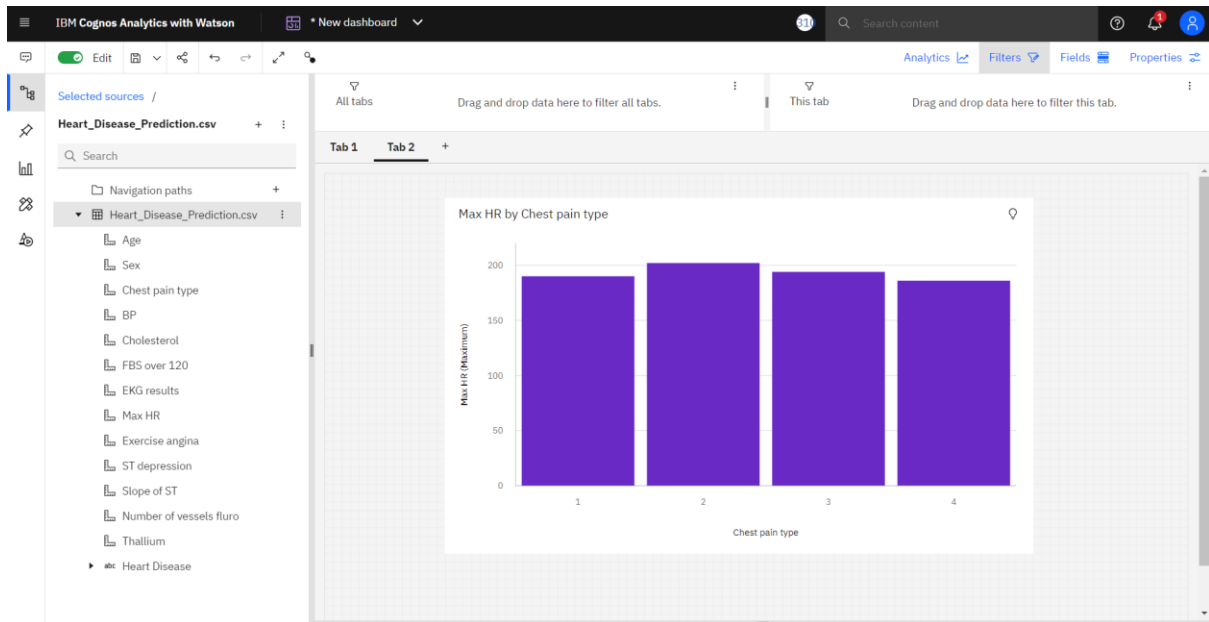 IBM Cognos Analytics with Watson
* New dashboard
Search content
1
Edit
Analytics
Filters
Fields
Properties
Selected sources /
Heart_Disease_Prediction.csv
Search
Navigation paths
Heart_Disease_Prediction.csv
Age
Sex
Chest pain type
BP
Cholesterol
FBS over 120
EKG results
Max HR
Exercise angina
ST depression
Slope of ST
Number of vessels fluro
Thallium
abc Heart Disease
All tabs
Drag and drop data here to filter all tabs.
This tab
Drag and drop data here to filter this tab.
Tab 1 Tab 2 +
Max HR by Chest pain type
Max HR (Maximum)
200
150
100
50
0
1 2 3 4
Chest pain type